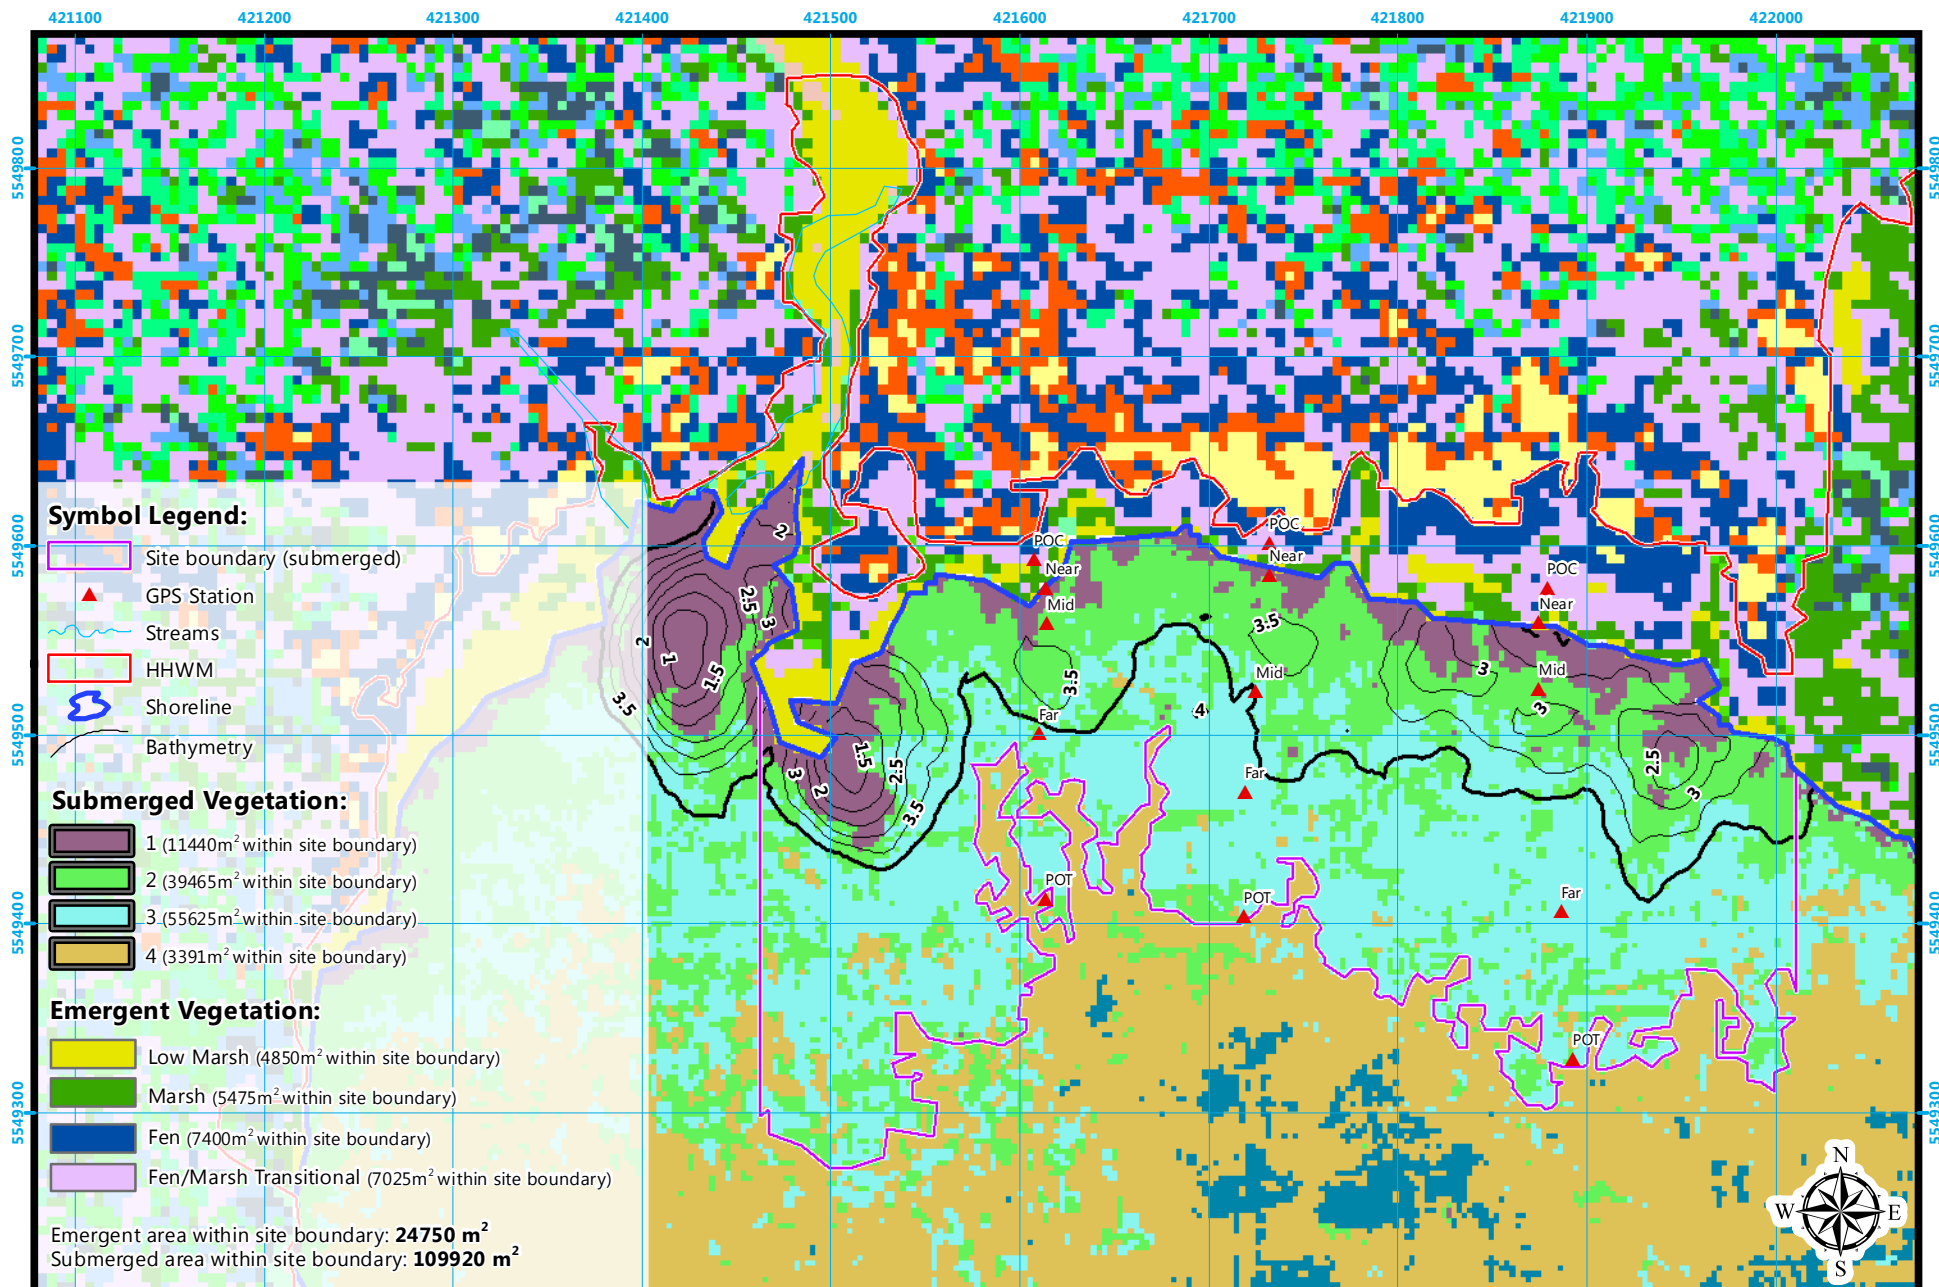 421100 421200 421300 421400 421500 421600 421700 421800 421900 422000
5549800 5549800
5549700 5549700
5549600 5549600
5549500 5549500
5549400 5549400
5549300 5549300
POC
Near
Mid
Far
POT
POC
Near
Mid
Far
POT
POC
Near
Mid
Far
POT
2
2.5
3
2
1
1.5
3.5
3
2
1.5
2.5
3.5
3.5
3.5
4
3
3
2.5
3
Symbol Legend:
Site boundary (submerged)
GPS Station
Streams
HHWM
Shoreline
Bathymetry
Submerged Vegetation:
1 (11440m² within site boundary)
2 (39465m² within site boundary)
3 (55625m² within site boundary)
4 (3391m² within site boundary)
Emergent Vegetation:
Low Marsh (4850m² within site boundary)
Marsh (5475m² within site boundary)
Fen (7400m² within site boundary)
Fen/Marsh Transitional (7025m² within site boundary)
Emergent area within site boundary: 24750 m²
Submerged area within site boundary: 109920 m²
N
W E
S